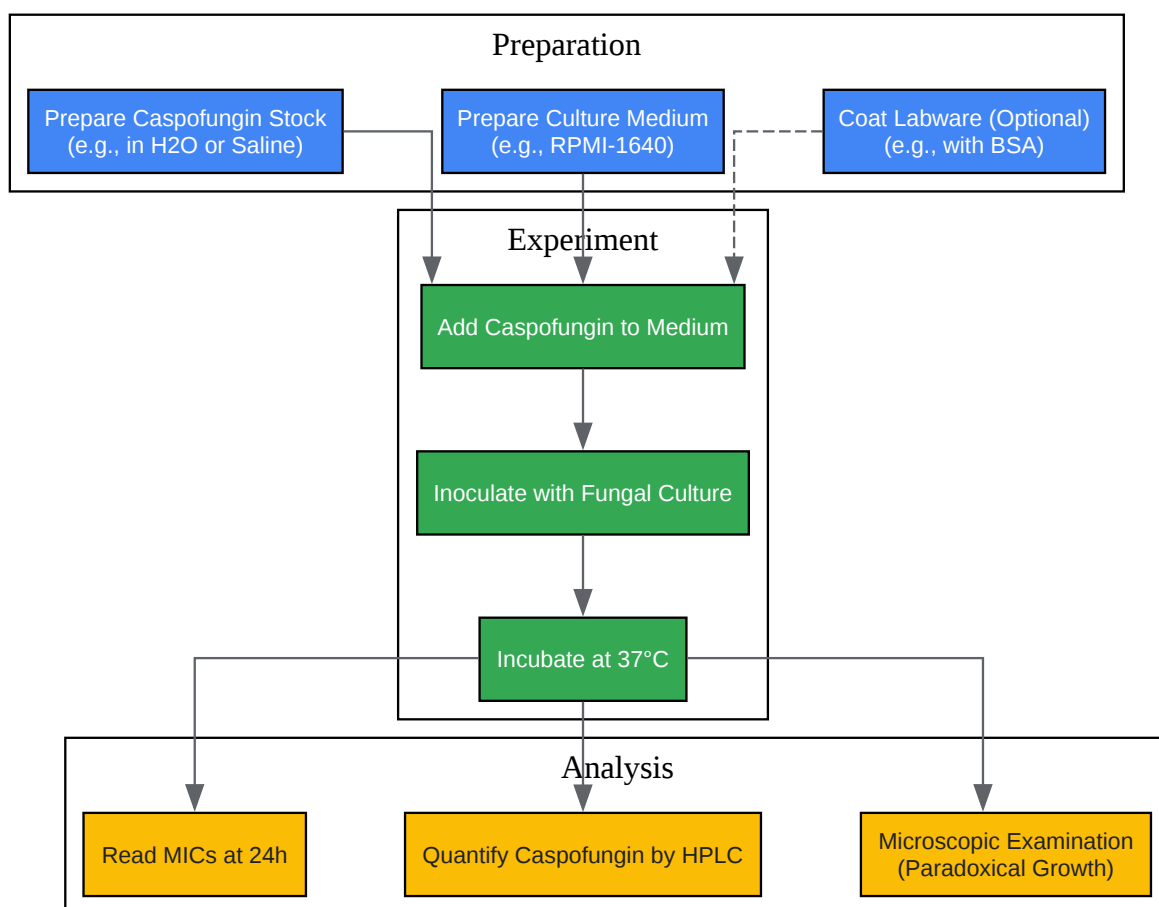 Preparation
Prepare Caspofungin Stock
(e.g., in H2O or Saline)
Prepare Culture Medium
(e.g., RPMI-1640)
Coat Labware (Optional)
(e.g., with BSA)
Experiment
Add Caspofungin to Medium
Inoculate with Fungal Culture
Incubate at 37°C
Analysis
Read MICs at 24h
Quantify Caspofungin by HPLC
Microscopic Examination
(Paradoxical Growth)